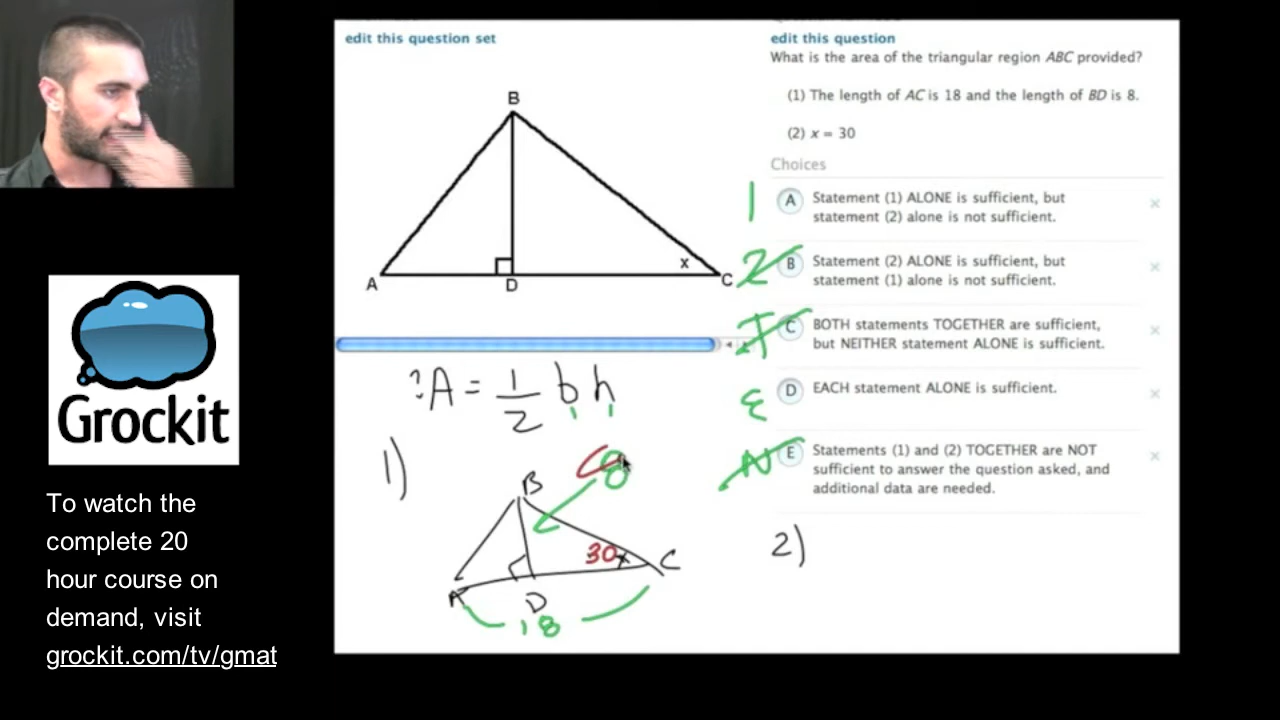 edit this question set
B
A
D
x
C
edit this question
What is the area of the triangular region ABC provided?
(1) The length of AC is 18 and the length of BD is 8.
(2) x = 30
Choices
1
A
Statement (1) ALONE is sufficient, but
statement (2) alone is not sufficient.
2
B
Statement (2) ALONE is sufficient, but
statement (1) alone is not sufficient.
T
C
BOTH statements TOGETHER are sufficient,
but NEITHER statement ALONE is sufficient.
E
D
EACH statement ALONE is sufficient.
N
E
Statements (1) and (2) TOGETHER are NOT
sufficient to answer the question asked, and
additional data are needed.
?A = 1/2 b h
1)
8
B
30
x
C
A
D
18
2)
Grockit
To watch the
complete 20
hour course on
demand, visit
grockit.com/tv/gmat